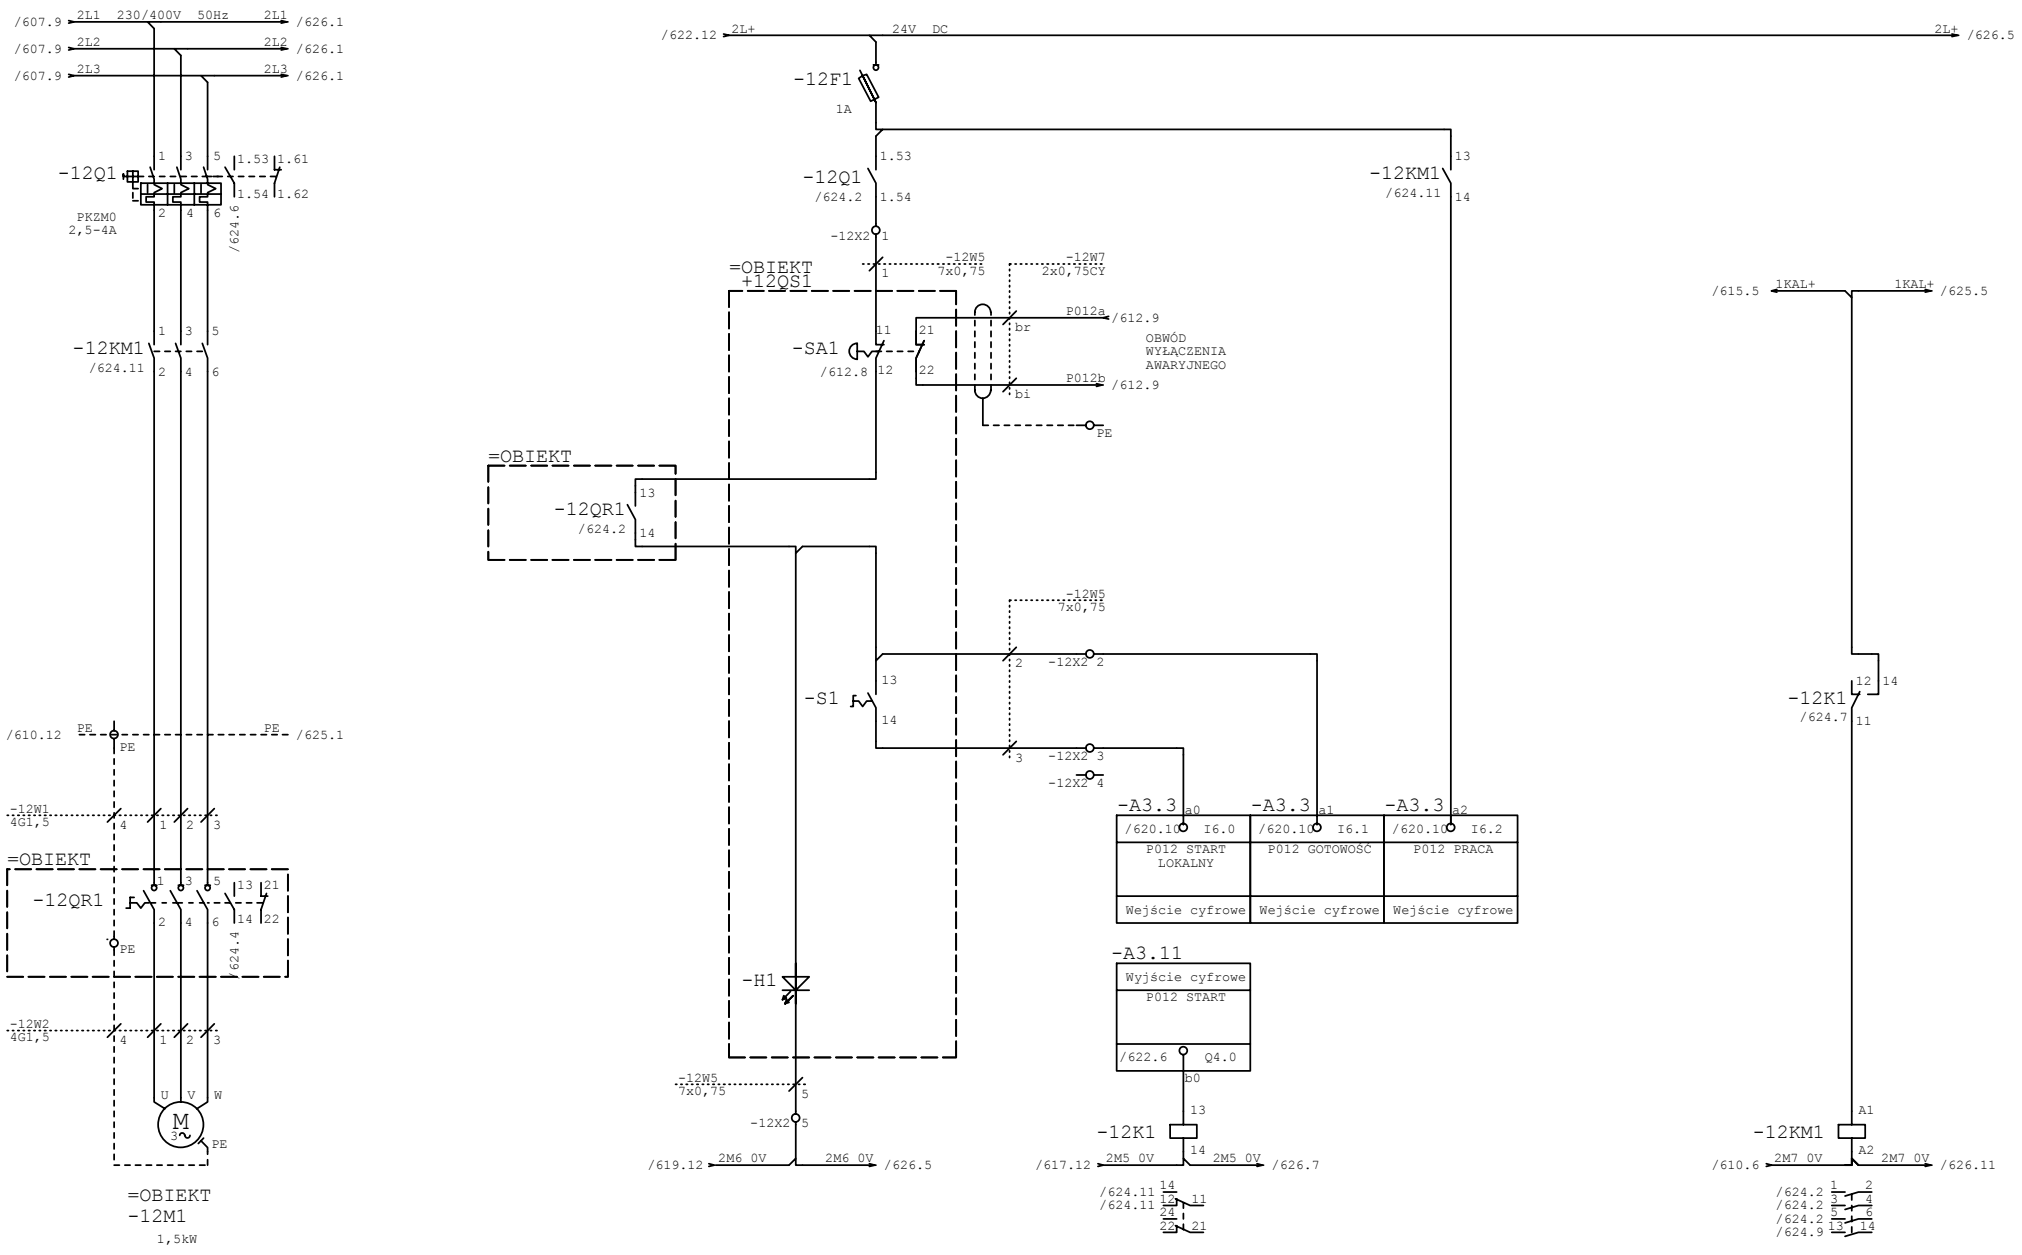 /607.9 2L1 230/400V 50Hz 2L1 /626.1
/607.9 2L2 2L2 /626.1
/607.9 2L3 2L3 /626.1
-12Q1
1 3 5 1.53 1.61
2 4 6 1.54 1.62
PKZM0
2,5-4A
/624.6
-12KM1
/624.11
1 3 5
2 4 6
/610.12 PE PE /625.1
PE
-12W1
4G1,5
4 1 2 3
=OBIEKT
-12QR1
1 3 5 13 21
2 4 6 14 22
PE
/624.4
-12W2
4G1,5
4 1 2 3
U V W
M
3
PE
=OBIEKT
-12M1
1,5kW
/622.12 2L+ 24V DC 2L+ /626.5
-12F1
1A
1.53
-12Q1
/624.2 1.54
-12X2 1
-12W5
7x0,75
1
-12W7
2x0,75CY
=OBIEKT
+12QS1
11 21
-SA1
/612.8 12 22
P012a /612.9
br
OBWÓD
WYŁĄCZENIA
AWARYJNEGO
P012b /612.9
bi
PE
=OBIEKT
13
-12QR1
/624.2 14
-12W5
7x0,75
2 -12X2 2
13
-S1
14
3 -12X2 3
-12X2 4
13
-12KM1
/624.11 14
-A3.3 a0 -A3.3 a1 -A3.3 a2
/620.10 I6.0 /620.10 I6.1 /620.10 I6.2
P012 START
LOKALNY
P012 GOTOWOŚĆ
P012 PRACA
Wejście cyfrowe Wejście cyfrowe Wejście cyfrowe
-A3.11
Wyjście cyfrowe
P012 START
/622.6 Q4.0
b0
-H1
-12W5
7x0,75
5
-12X2 5
/619.12 2M6 0V 2M6 0V /626.5
13
-12K1
14
/617.12 2M5 0V 2M5 0V /626.7
/624.11 14
/624.11 12 11
24
22 21
/615.5 1KAL+ 1KAL+ /625.5
12 14
-12K1
/624.7 11
A1
-12KM1
A2
/610.6 2M7 0V 2M7 0V /626.11
/624.2 1 2
/624.2 3 4
/624.2 5 6
/624.9 13 14